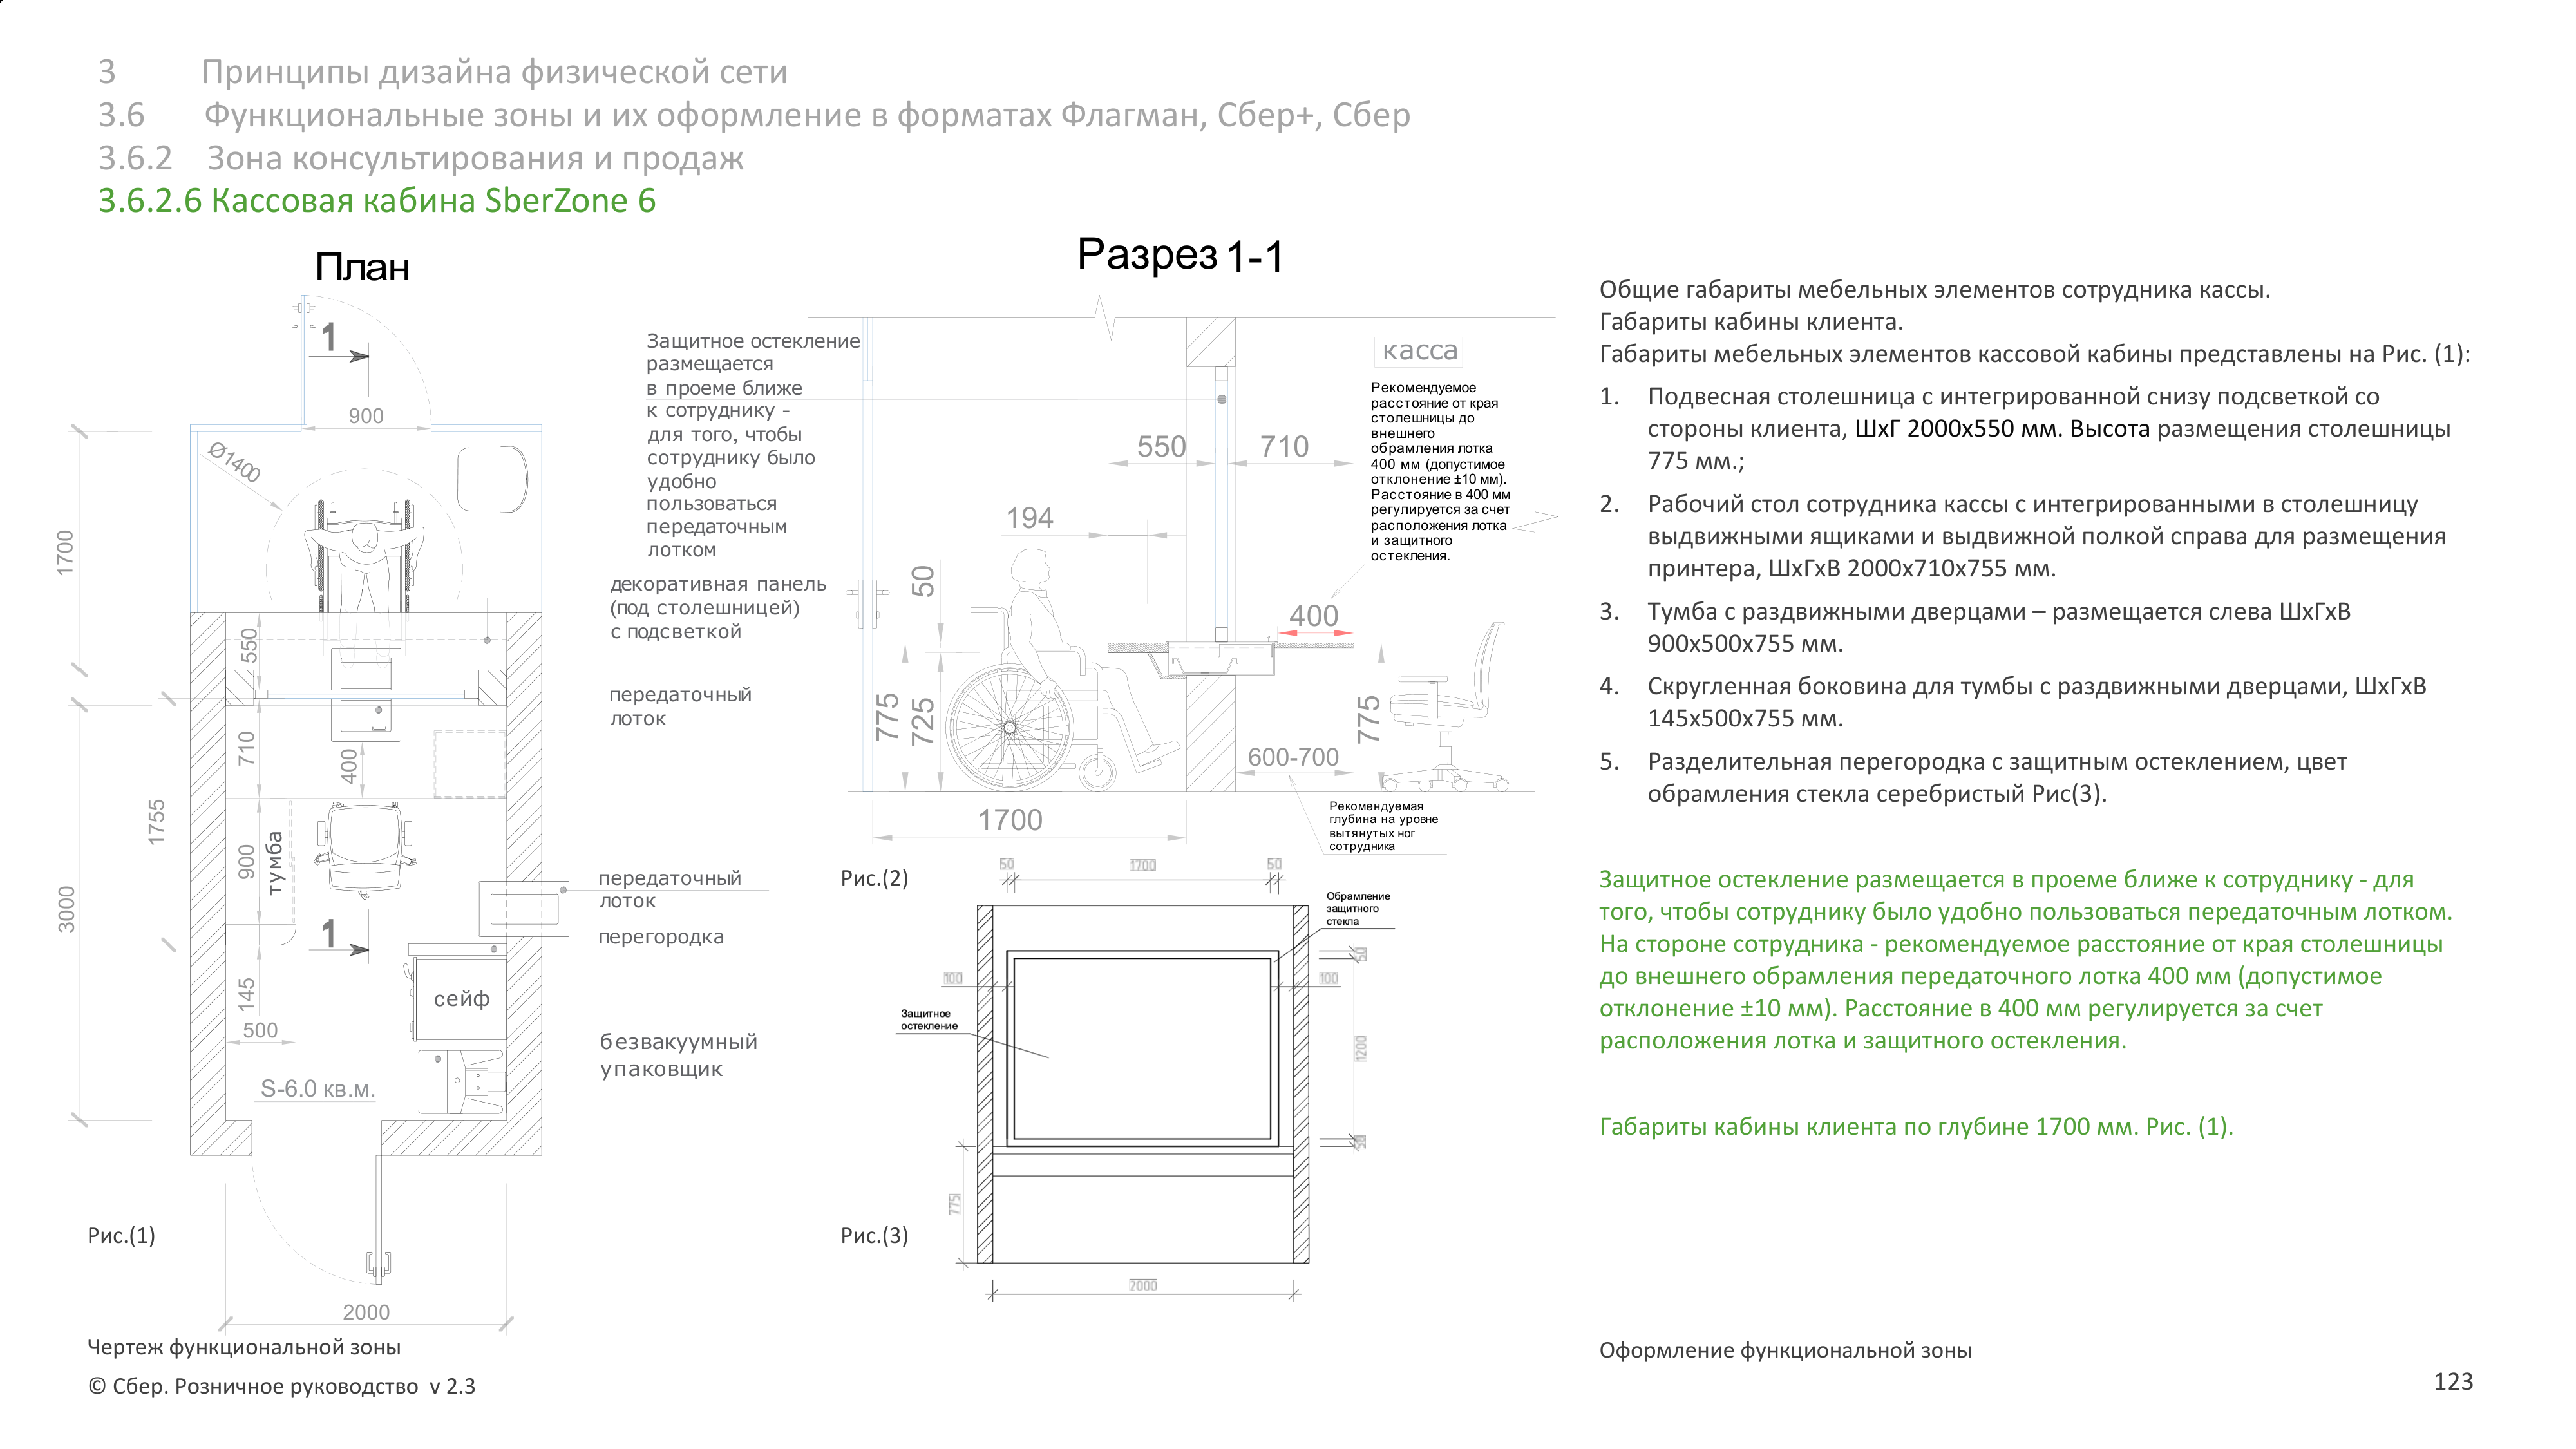 3 Принципы дизайна физической сети
3.6 Функциональные зоны и их оформление в форматах Флагман, Сбер+, Сбер
3.6.2 Зона консультирования и продаж
3.6.2.6 Кассовая кабина SberZone 6
План
1
900
Ø1400
1700
550
710
400
1755
900
тумба
3000
1
145
500
сейф
S-6.0 кв.м.
2000
Рис.(1)
Защитное остекление
размещается
в проеме ближе
к сотруднику -
для того, чтобы
сотруднику было
удобно
пользоваться
передаточным
лотком
декоративная панель
(под столешницей)
с подсветкой
передаточный
лоток
передаточный
лоток
перегородка
безвакуумный
упаковщик
Разрез 1-1
касса
Рекомендуемое
расстояние от края
столешницы до
внешнего
обрамления лотка
400 мм (допустимое
отклонение ±10 мм).
Расстояние в 400 мм
регулируется за счет
расположения лотка
и защитного
остекления.
550
710
194
50
400
775
725
775
600-700
1700
Рекомендуемая
глубина на уровне
вытянутых ног
сотрудника
Рис.(2)
50
1700
50
Обрамление
защитного
стекла
100
100
50
Защитное
остекление
1200
50
775
2000
Рис.(3)
Общие габариты мебельных элементов сотрудника кассы.
Габариты кабины клиента.
Габариты мебельных элементов кассовой кабины представлены на Рис. (1):
1. Подвесная столешница с интегрированной снизу подсветкой со
стороны клиента, ШхГ 2000х550 мм. Высота размещения столешницы
775 мм.;
2. Рабочий стол сотрудника кассы с интегрированными в столешницу
выдвижными ящиками и выдвижной полкой справа для размещения
принтера, ШхГхВ 2000х710х755 мм.
3. Тумба с раздвижными дверцами – размещается слева ШхГхВ
900х500х755 мм.
4. Скругленная боковина для тумбы с раздвижными дверцами, ШхГхВ
145х500х755 мм.
5. Разделительная перегородка с защитным остеклением, цвет
обрамления стекла серебристый Рис(3).
Защитное остекление размещается в проеме ближе к сотруднику - для
того, чтобы сотруднику было удобно пользоваться передаточным лотком.
На стороне сотрудника - рекомендуемое расстояние от края столешницы
до внешнего обрамления передаточного лотка 400 мм (допустимое
отклонение ±10 мм). Расстояние в 400 мм регулируется за счет
расположения лотка и защитного остекления.
Габариты кабины клиента по глубине 1700 мм. Рис. (1).
Чертеж функциональной зоны
Оформление функциональной зоны
© Сбер. Розничное руководство v 2.3
123